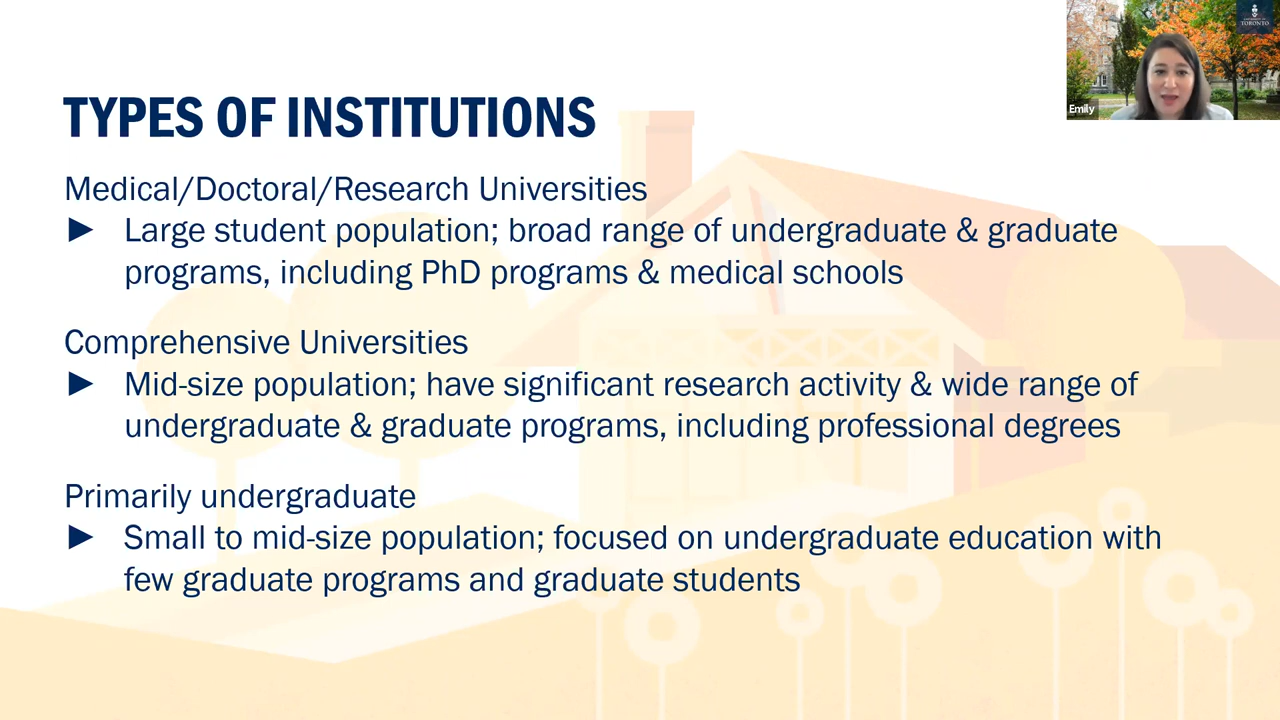 TYPES OF INSTITUTIONS
Medical/Doctoral/Research Universities
► Large student population; broad range of undergraduate & graduate
programs, including PhD programs & medical schools
Comprehensive Universities
► Mid-size population; have significant research activity & wide range of
undergraduate & graduate programs, including professional degrees
Primarily undergraduate
► Small to mid-size population; focused on undergraduate education with
few graduate programs and graduate students
Emily
UNIVERSITY OF
TORONTO